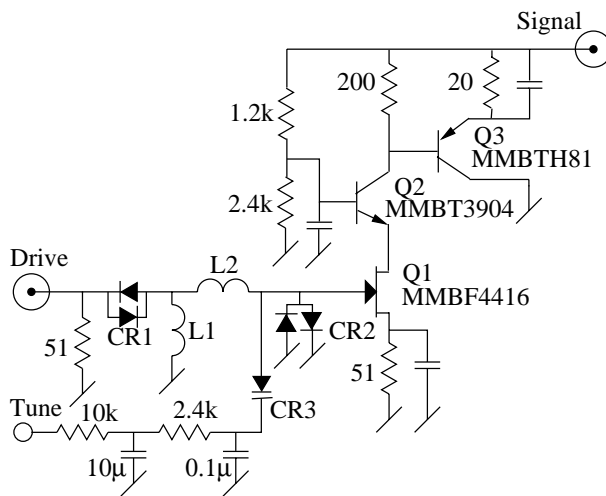 Signal
200
20
1.2k
Q3
MMBTH81
2.4k
Q2
MMBT3904
Drive
L2
Q1
MMBF4416
CR1
L1
CR2
51
51
Tune
10k
2.4k
CR3
10µ
0.1µ